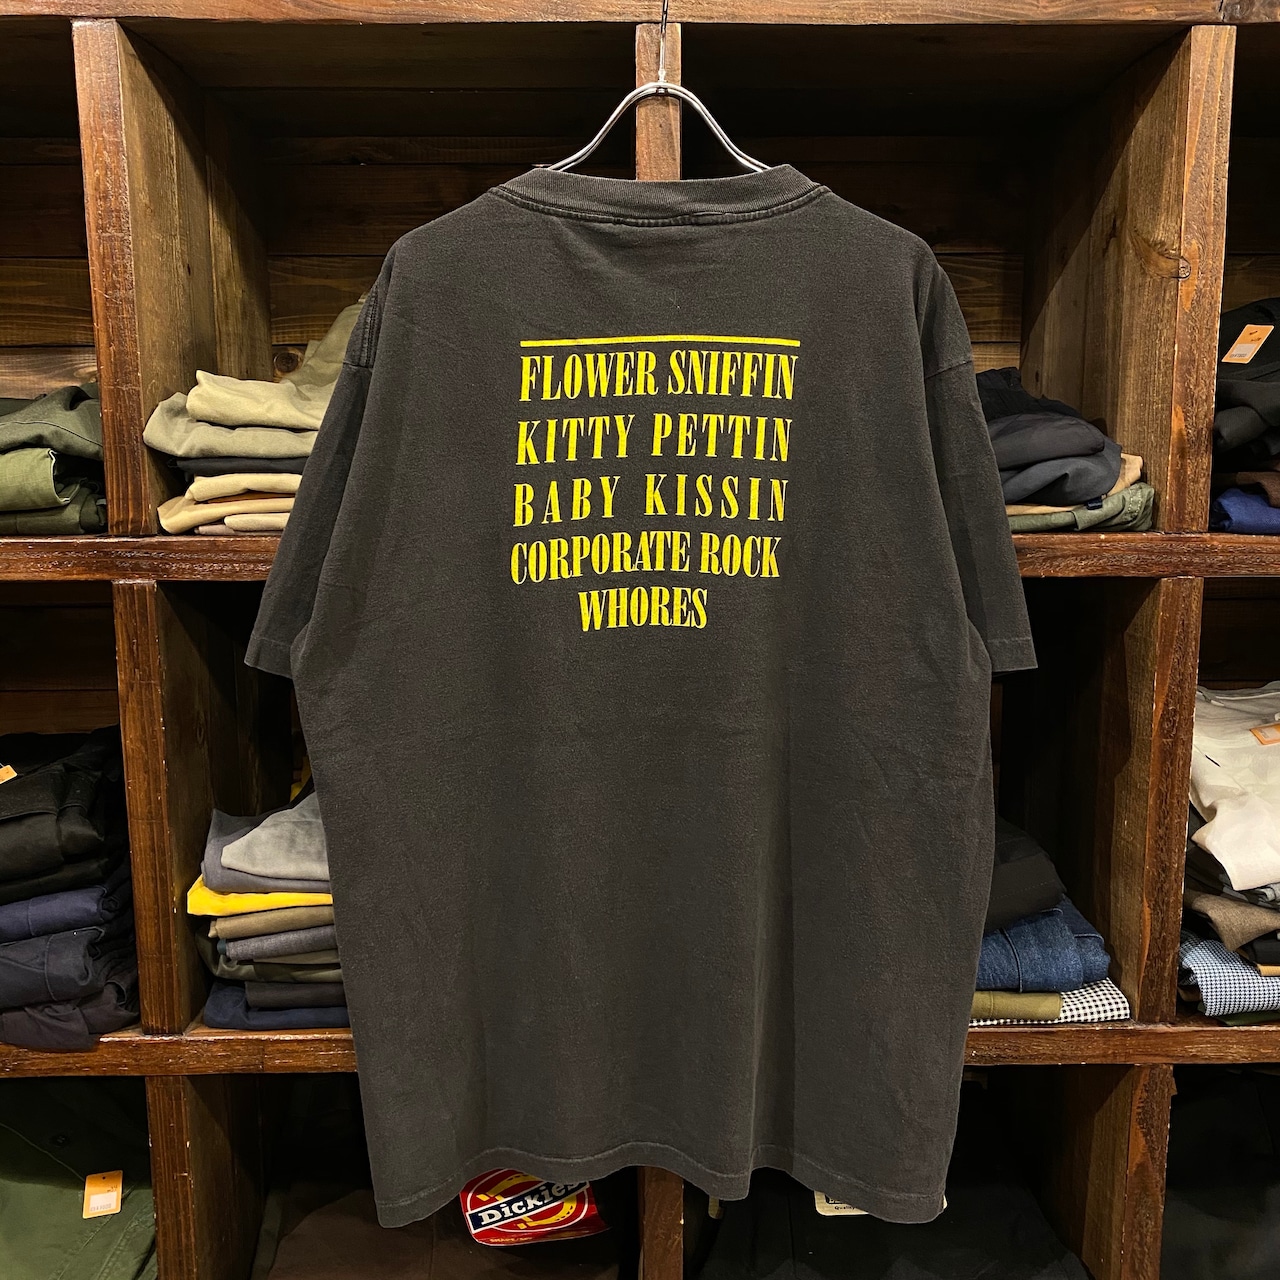 FLOWER SNIFFIN
KITTY PETTIN
BABY KISSIN
CORPORATE ROCK
WHORES
Dickies